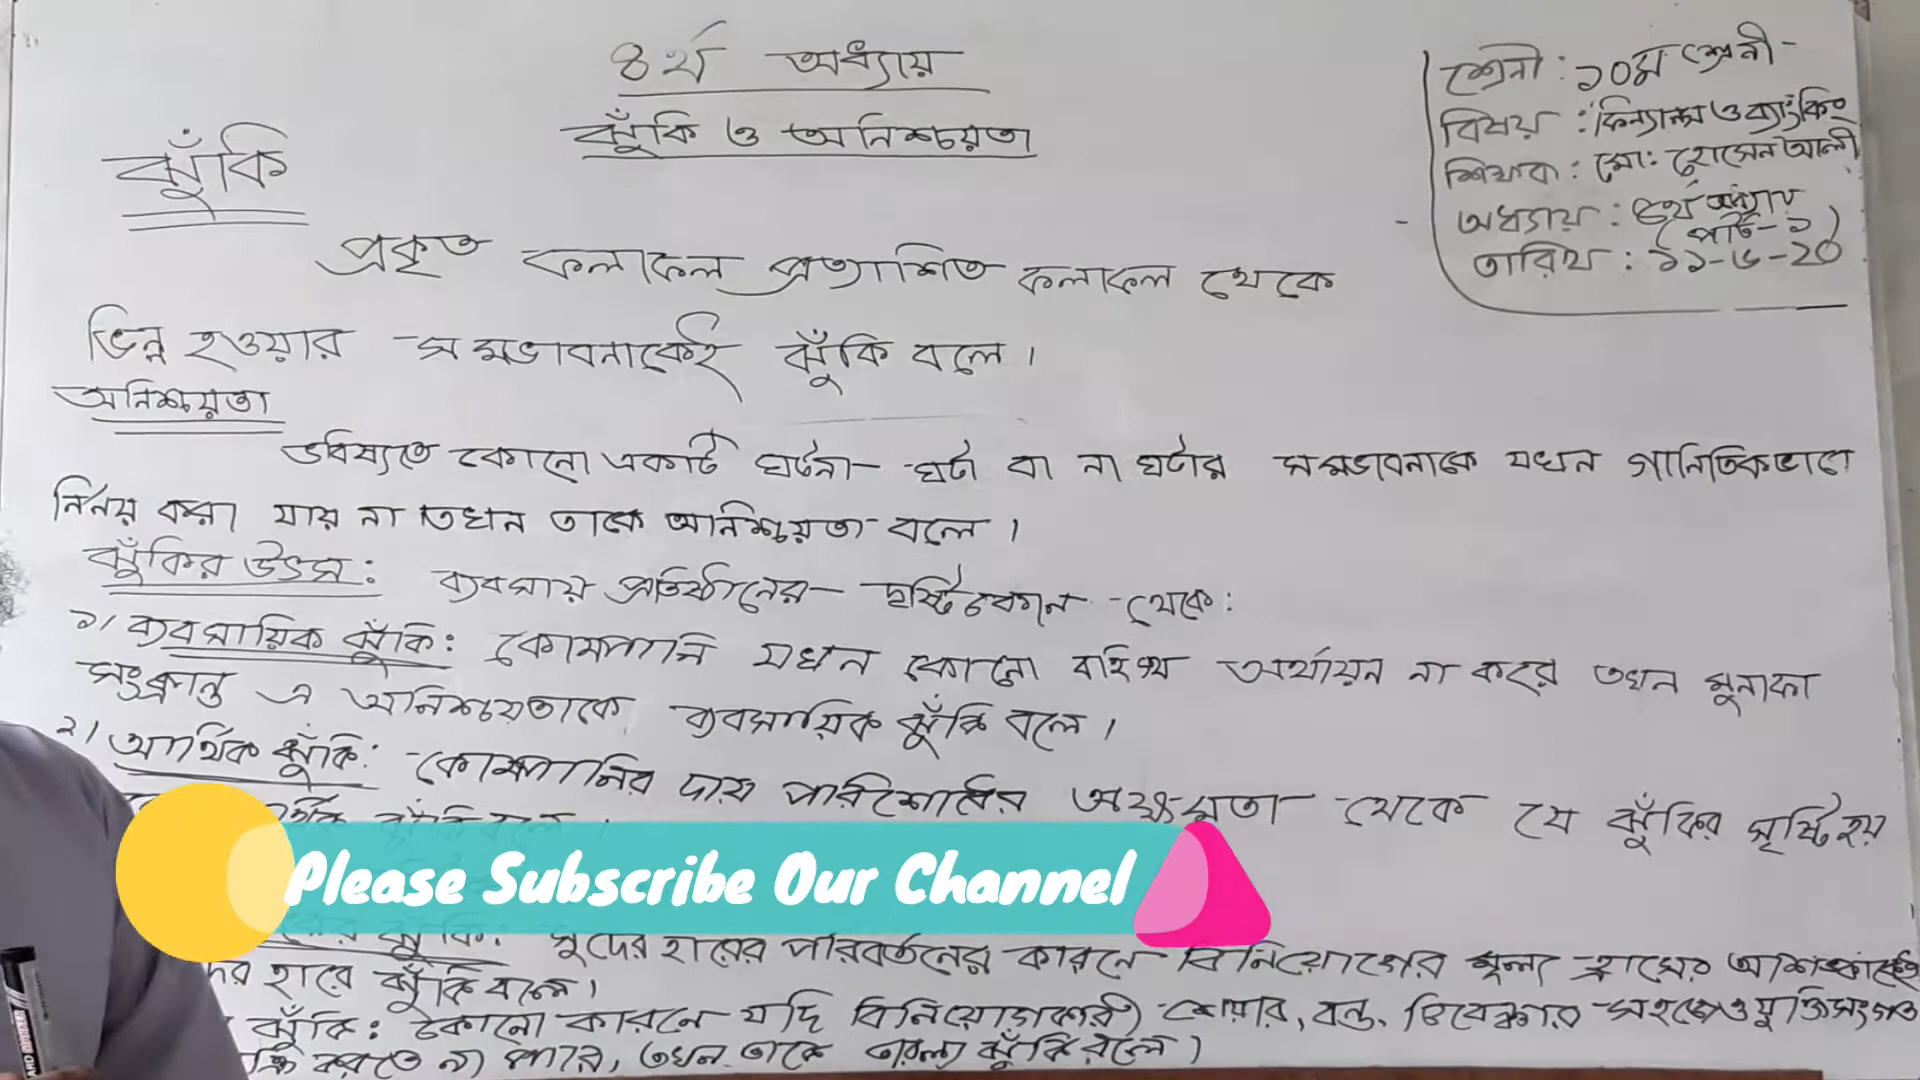 ৪র্থ অধ্যায়
ঝুঁকি ও অনিশ্চয়তা
শ্রেনী : ১০ম শ্রেনী
বিষয় : ফিন্যান্স ও ব্যাংকিং
শিক্ষক : মো: হোসেন আলী
অধ্যায় : ৪র্থ অধ্যায়
(পার্ট-১)
তারিখ : ১১-৬-২০
ঝুঁকি
প্রকৃত ফলাফল প্রত্যাশিত ফলাফল থেকে
ভিন্ন হওয়ার সম্ভাবনাকেই ঝুঁকি বলে।
অনিশ্চয়তা
ভবিষ্যতে কোনো একটি ঘটনা ঘটা বা না ঘটার সম্ভাবনাকে যখন গানিতিকভাবে
নির্নয় করা যায় না তখন তাকে অনিশ্চয়তা বলে।
ঝুঁকির উৎস : ব্যবসায় প্রতিষ্ঠানের দৃষ্টিকোন থেকে :
১/ ব্যবসায়িক ঝুঁকি : কোম্পানি যখন কোনো বহিস্থ অর্থায়ন না করে তখন মুনাফা
সংক্রান্ত এ অনিশ্চয়তাকে ব্যবসায়িক ঝুঁকি বলে।
২/ আর্থিক ঝুঁকি : কোম্পানির দায় পরিশোধের অক্ষমতা থেকে যে ঝুঁকির সৃষ্টি হয়
ঝুঁকি বলে।
Please Subscribe Our Channel
ঝুঁকি : সুদের হারের পরিবর্তনের কারনে বিনিয়োগের মূল্য হ্রাসের আশঙ্কাকেই
হারে ঝুঁকি বলে।
ঝুঁকি : কোনো কারনে যদি বিনিয়োগকারী শেয়ার, বন্ড, ডিবেঞ্চার সহজে ও যুক্তিসংগত
করতে না পারে, তখন তাকে তারল্য ঝুঁকি বলে।